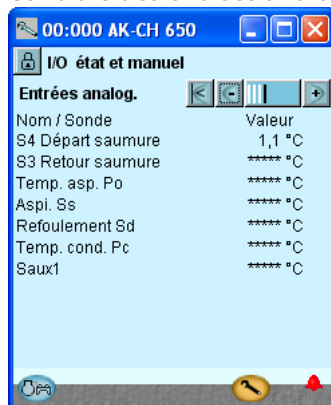 00:000 AK-CH 650
I/O état et manuel
Entrées analog.
Nom / Sonde Valeur
S4 Départ saumure 1,1 °C
S3 Retour saumure ***** °C
Temp. asp. Po ***** °C
Aspi. Ss ***** °C
Refoulement Sd ***** °C
Temp. cond. Pc ***** °C
Saux1 ***** °C